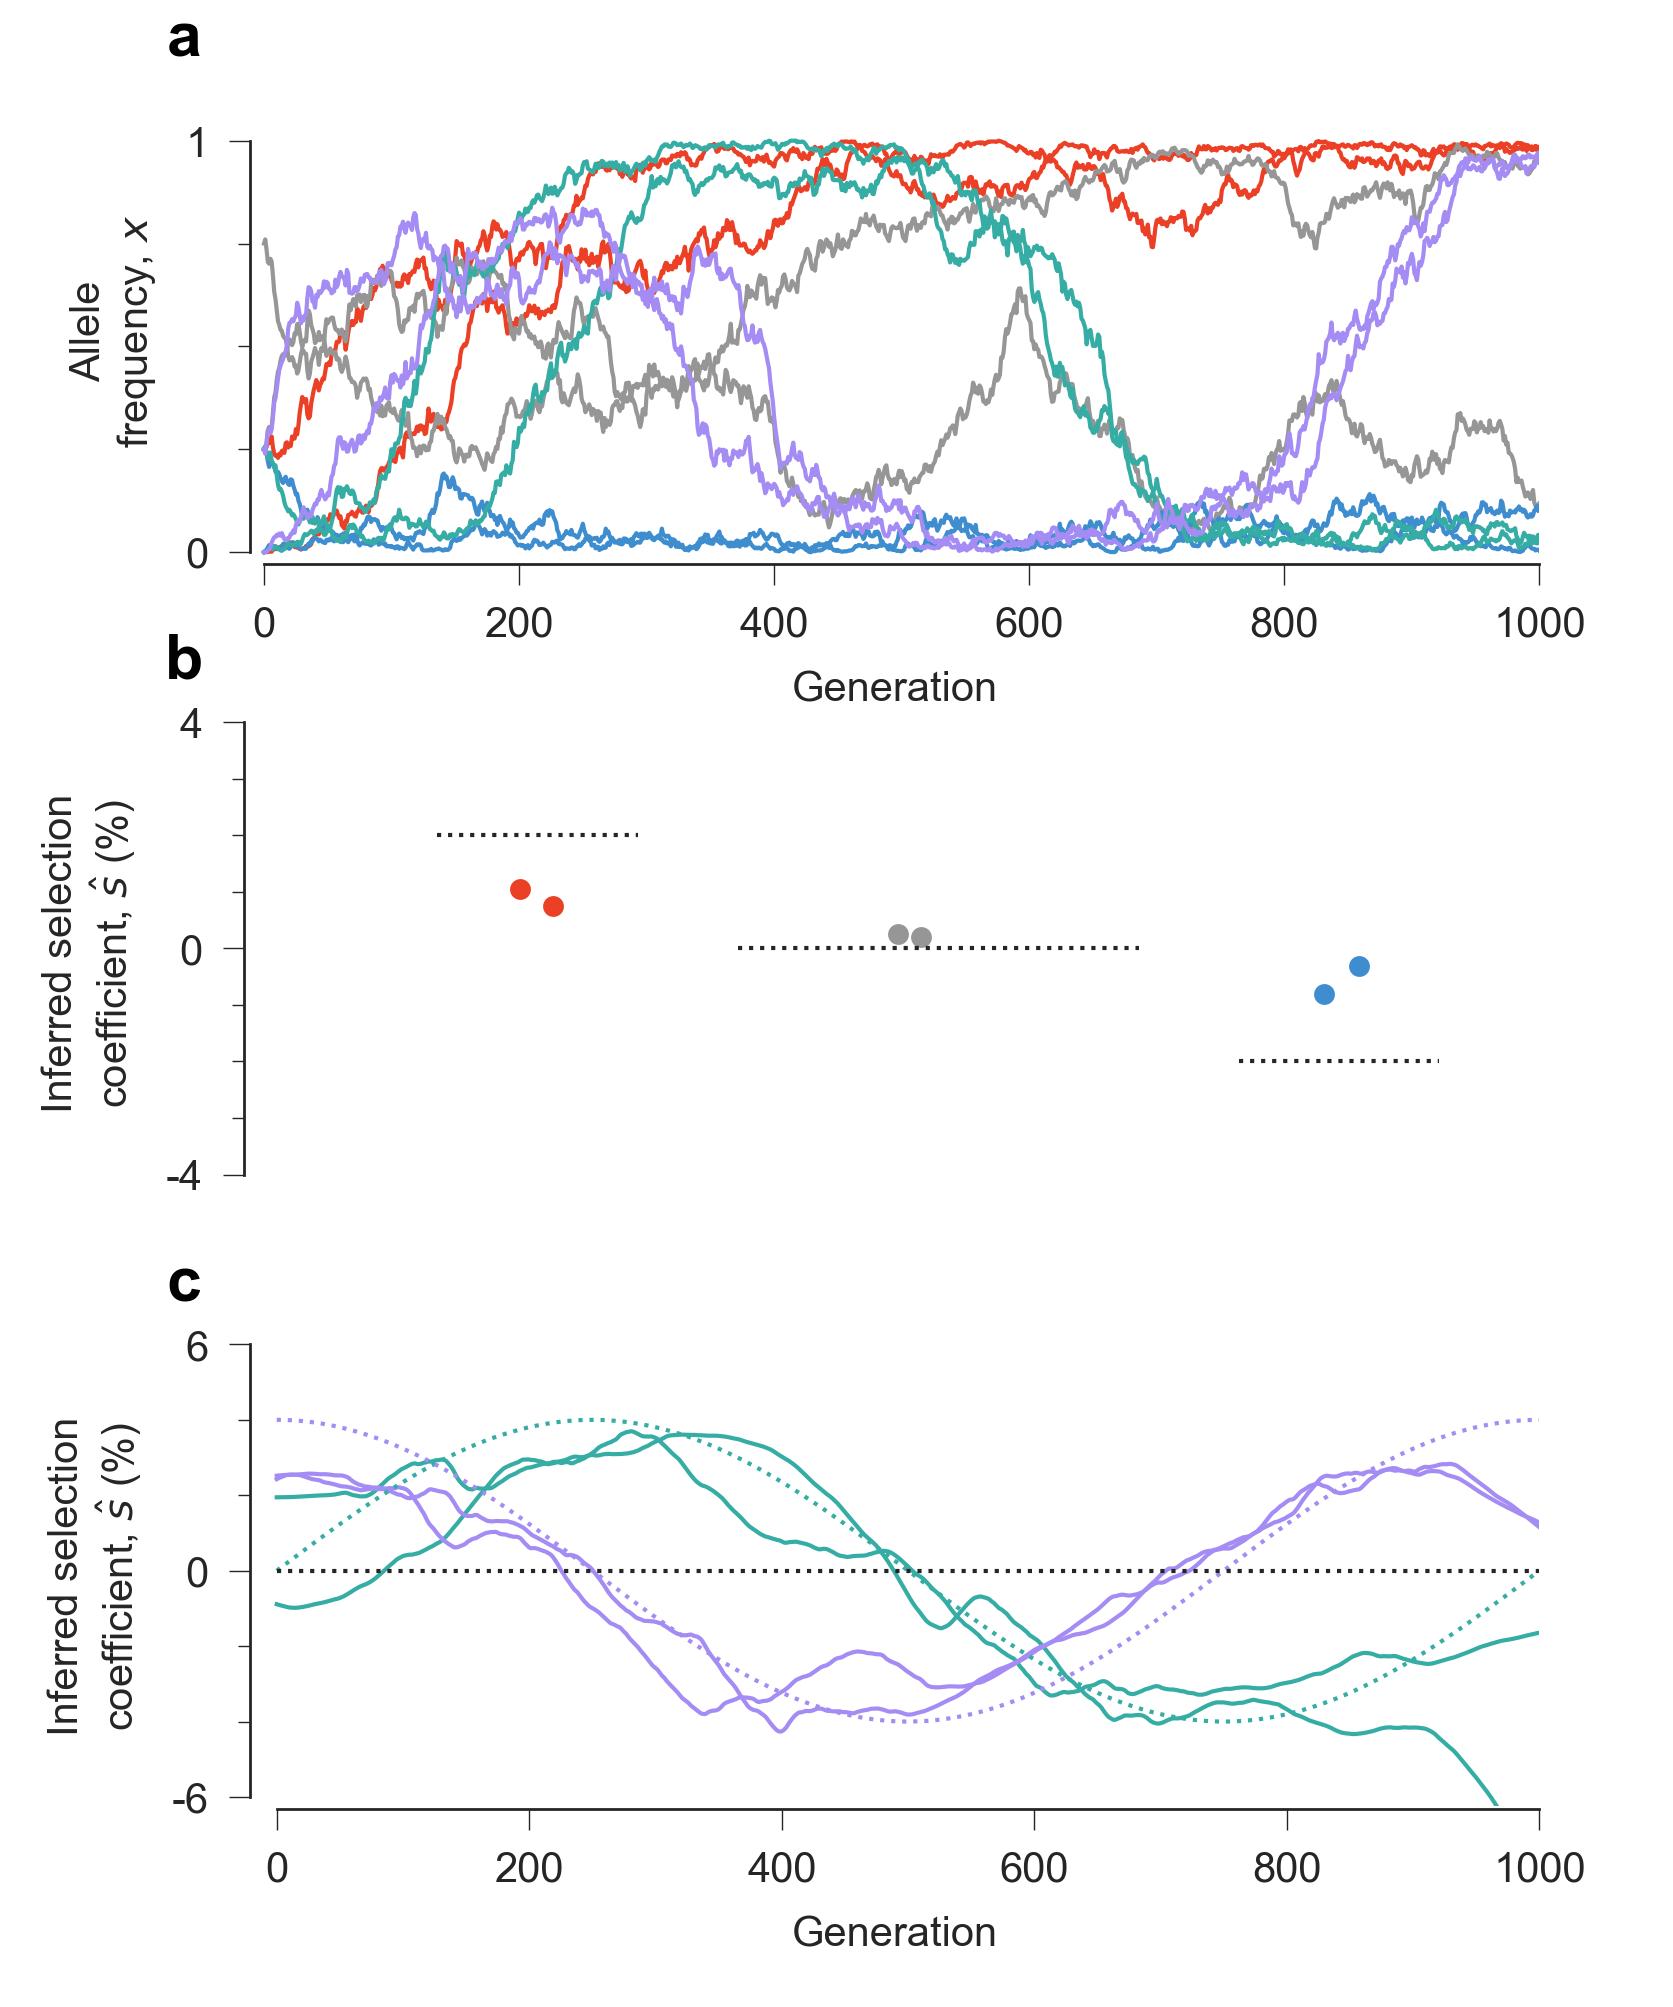 a
1
0
Allele
frequency, x
0 200 400 600 800 1000
Generation
b
4
0
-4
Inferred selection
coefficient, ŝ (%)
c
6
0
-6
Inferred selection
coefficient, ŝ (%)
0 200 400 600 800 1000
Generation